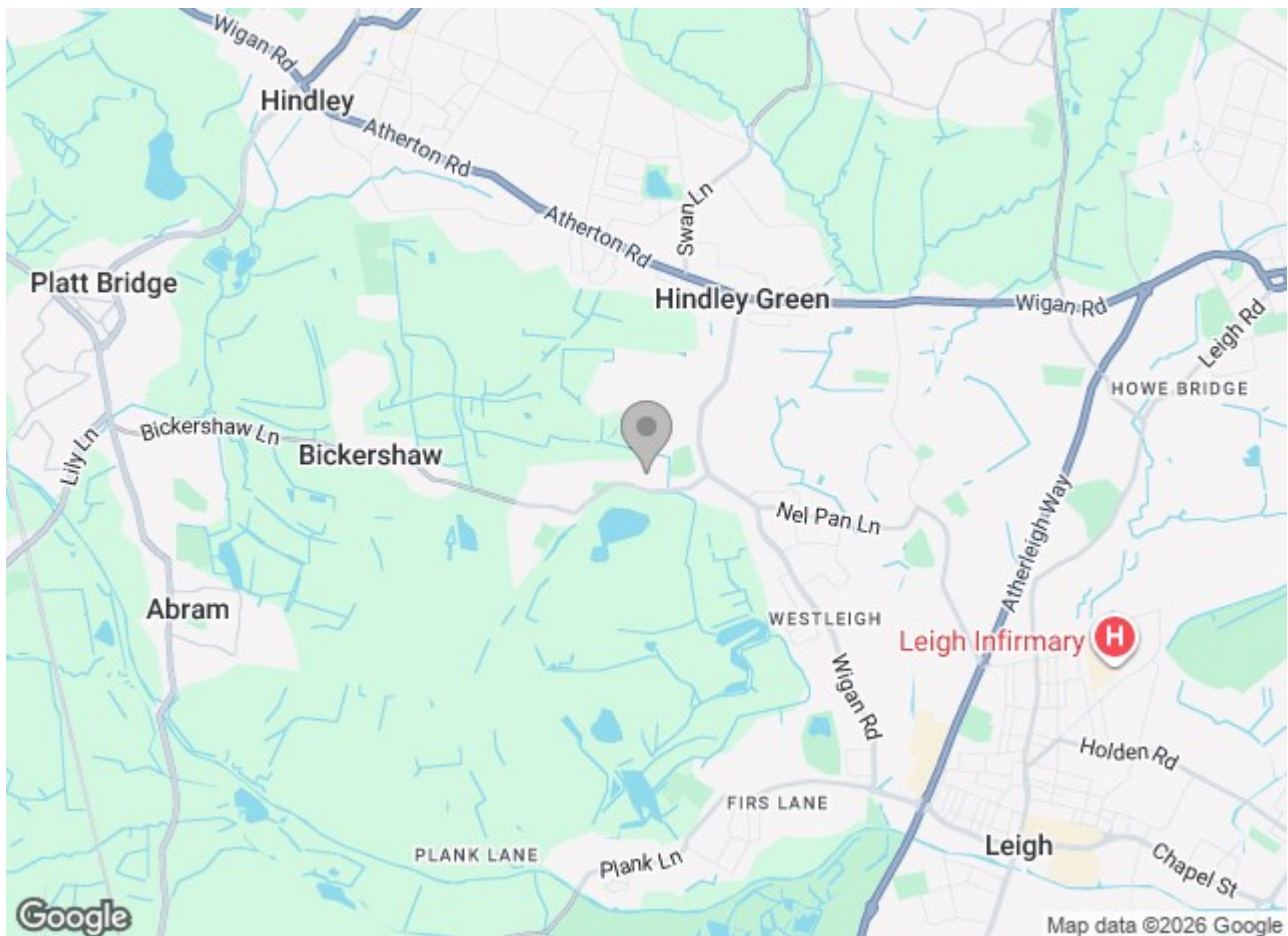 Wigan Rd
Hindley
Atherton Rd
Swan Ln
Atherton Rd
Platt Bridge
Hindley Green
Wigan Rd
Leigh Rd
HOWE BRIDGE
Bickershaw Ln
Bickershaw
Lily Ln
Nel Pan Ln
Atherleigh Way
Abram
WESTLEIGH
Leigh Infirmary
H
Wigan Rd
Holden Rd
FIRS LANE
Leigh
PLANK LANE
Plank Ln
Chapel St
Google
Map data ©2026 Google